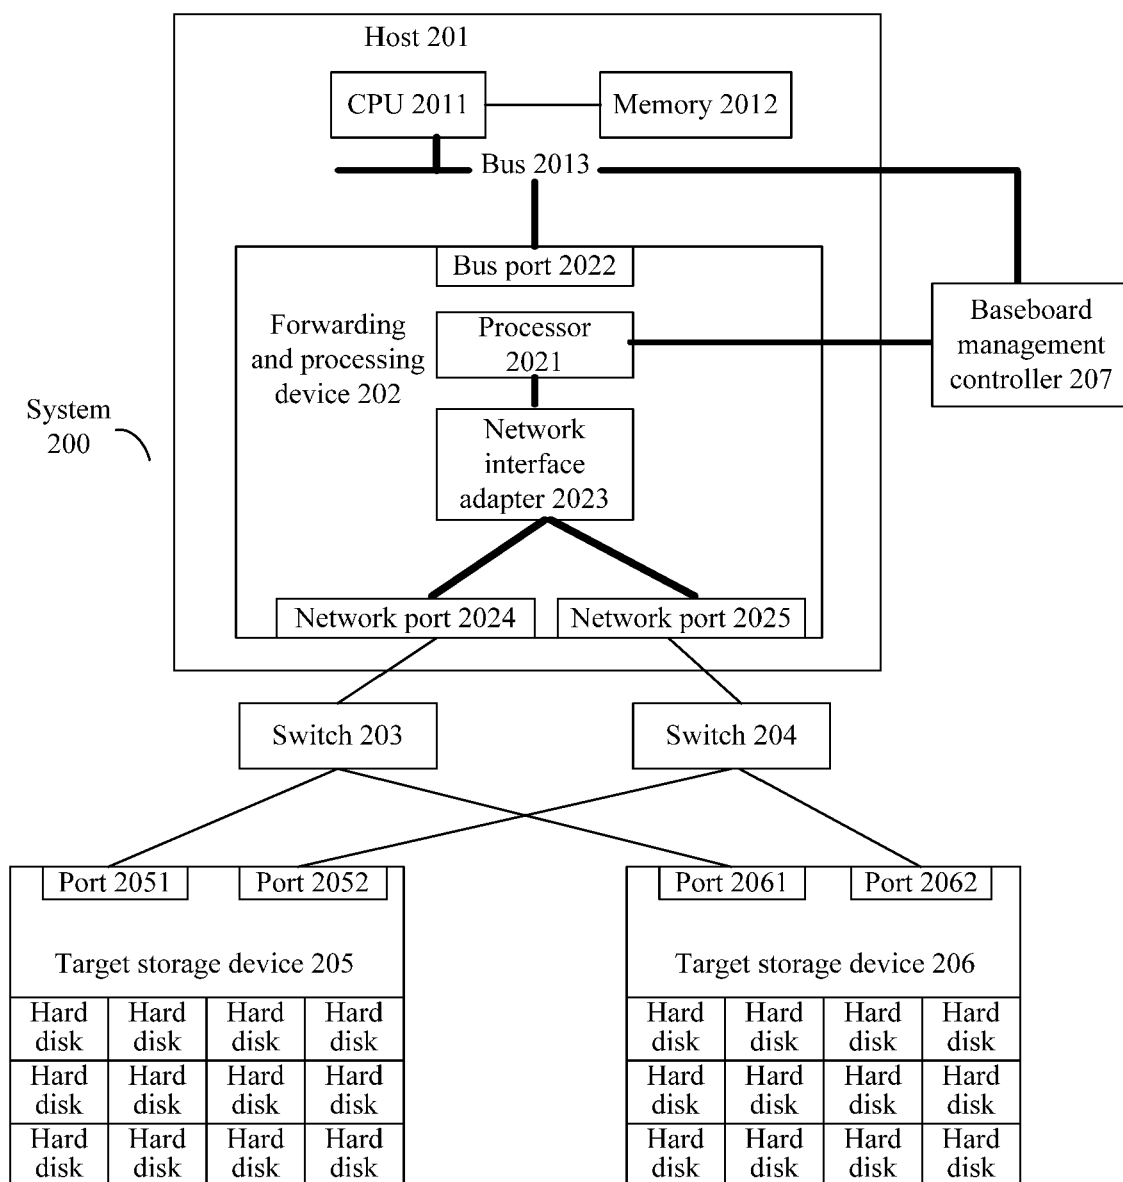 Host 201
CPU 2011
Memory 2012
Bus 2013
Bus port 2022
Forwarding
and processing
device 202
Processor
2021
Baseboard
management
controller 207
System
200
Network
interface
adapter 2023
Network port 2024
Network port 2025
Switch 203
Switch 204
Port 2051
Port 2052
Port 2061
Port 2062
Target storage device 205
Target storage device 206
Hard Hard Hard Hard
disk disk disk disk
Hard Hard Hard Hard
disk disk disk disk
Hard Hard Hard Hard
disk disk disk disk
Hard Hard Hard Hard
disk disk disk disk
Hard Hard Hard Hard
disk disk disk disk
Hard Hard Hard Hard
disk disk disk disk